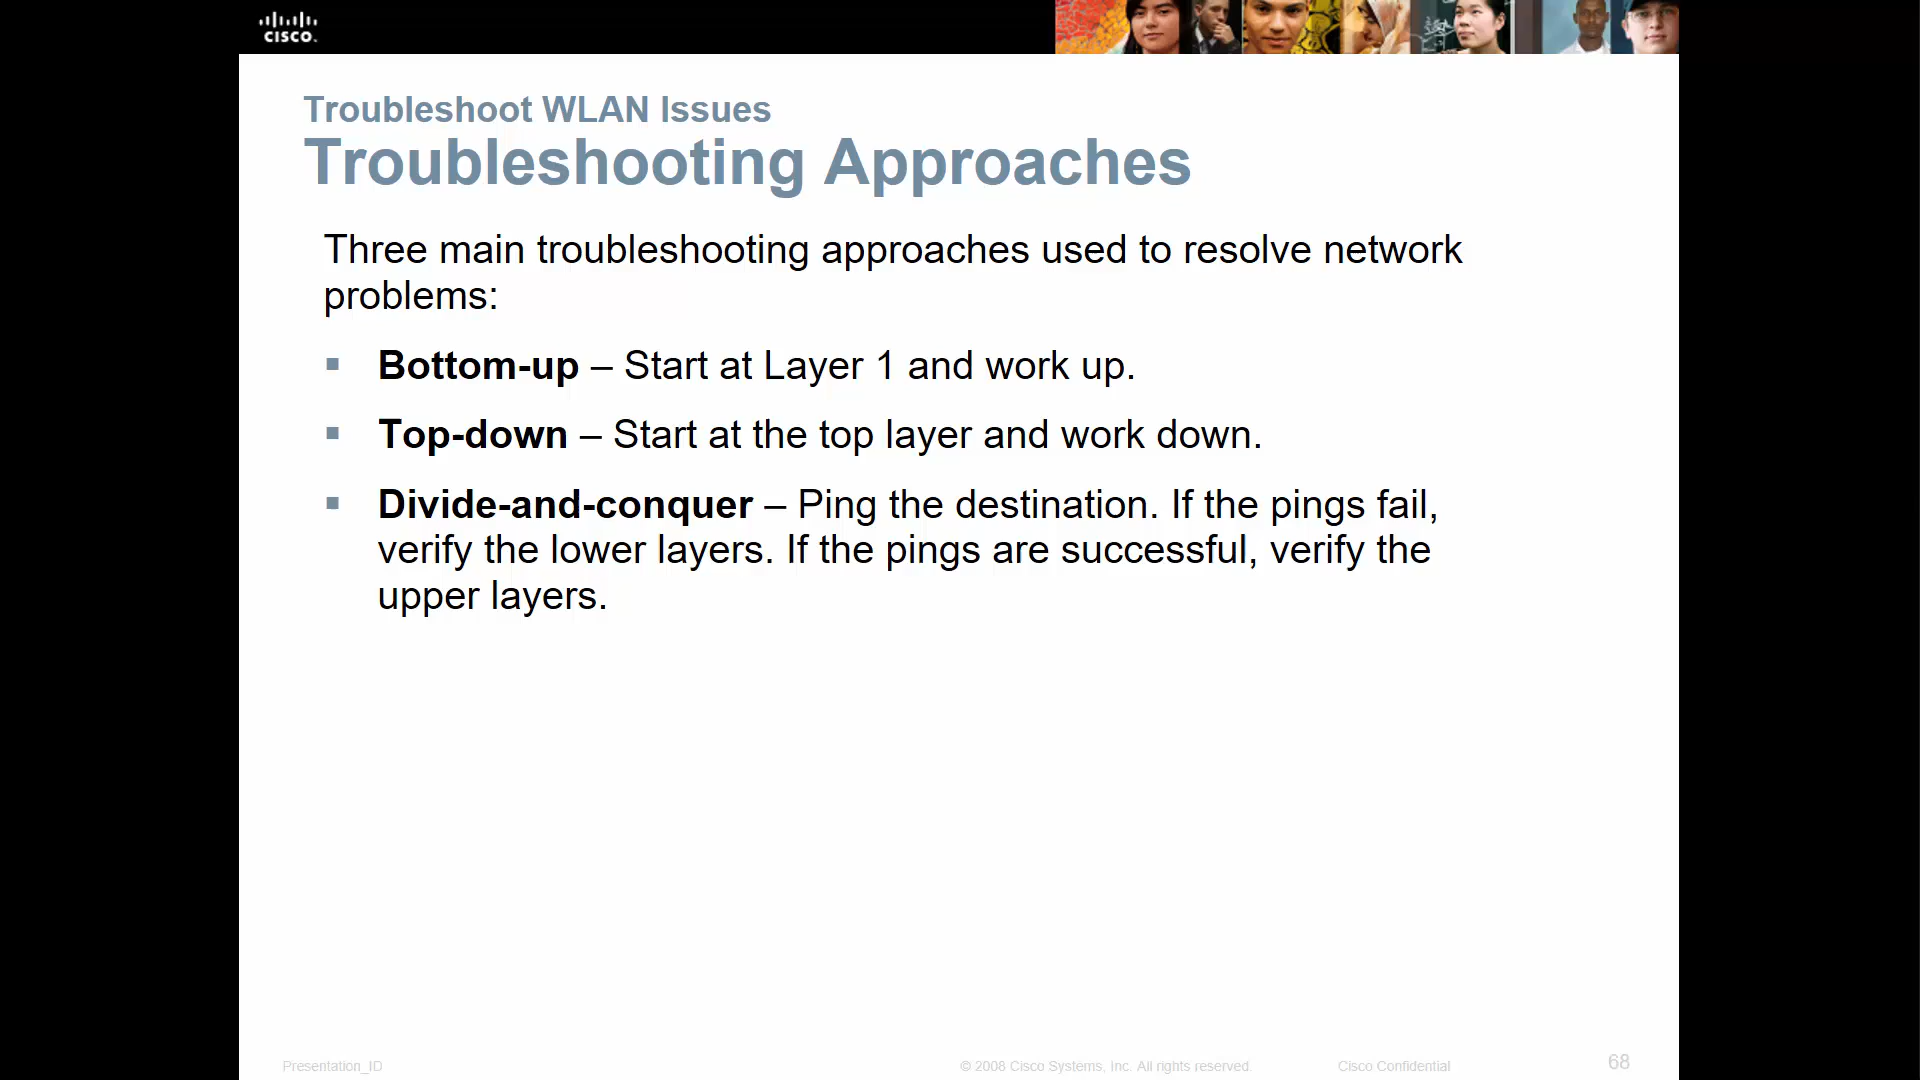 CISCO.
Troubleshoot WLAN Issues
Troubleshooting Approaches
Three main troubleshooting approaches used to resolve network
problems:
▪ Bottom-up – Start at Layer 1 and work up.
▪ Top-down – Start at the top layer and work down.
▪ Divide-and-conquer – Ping the destination. If the pings fail,
verify the lower layers. If the pings are successful, verify the
upper layers.
Presentation_ID © 2008 Cisco Systems, Inc. All rights reserved. Cisco Confidential 68